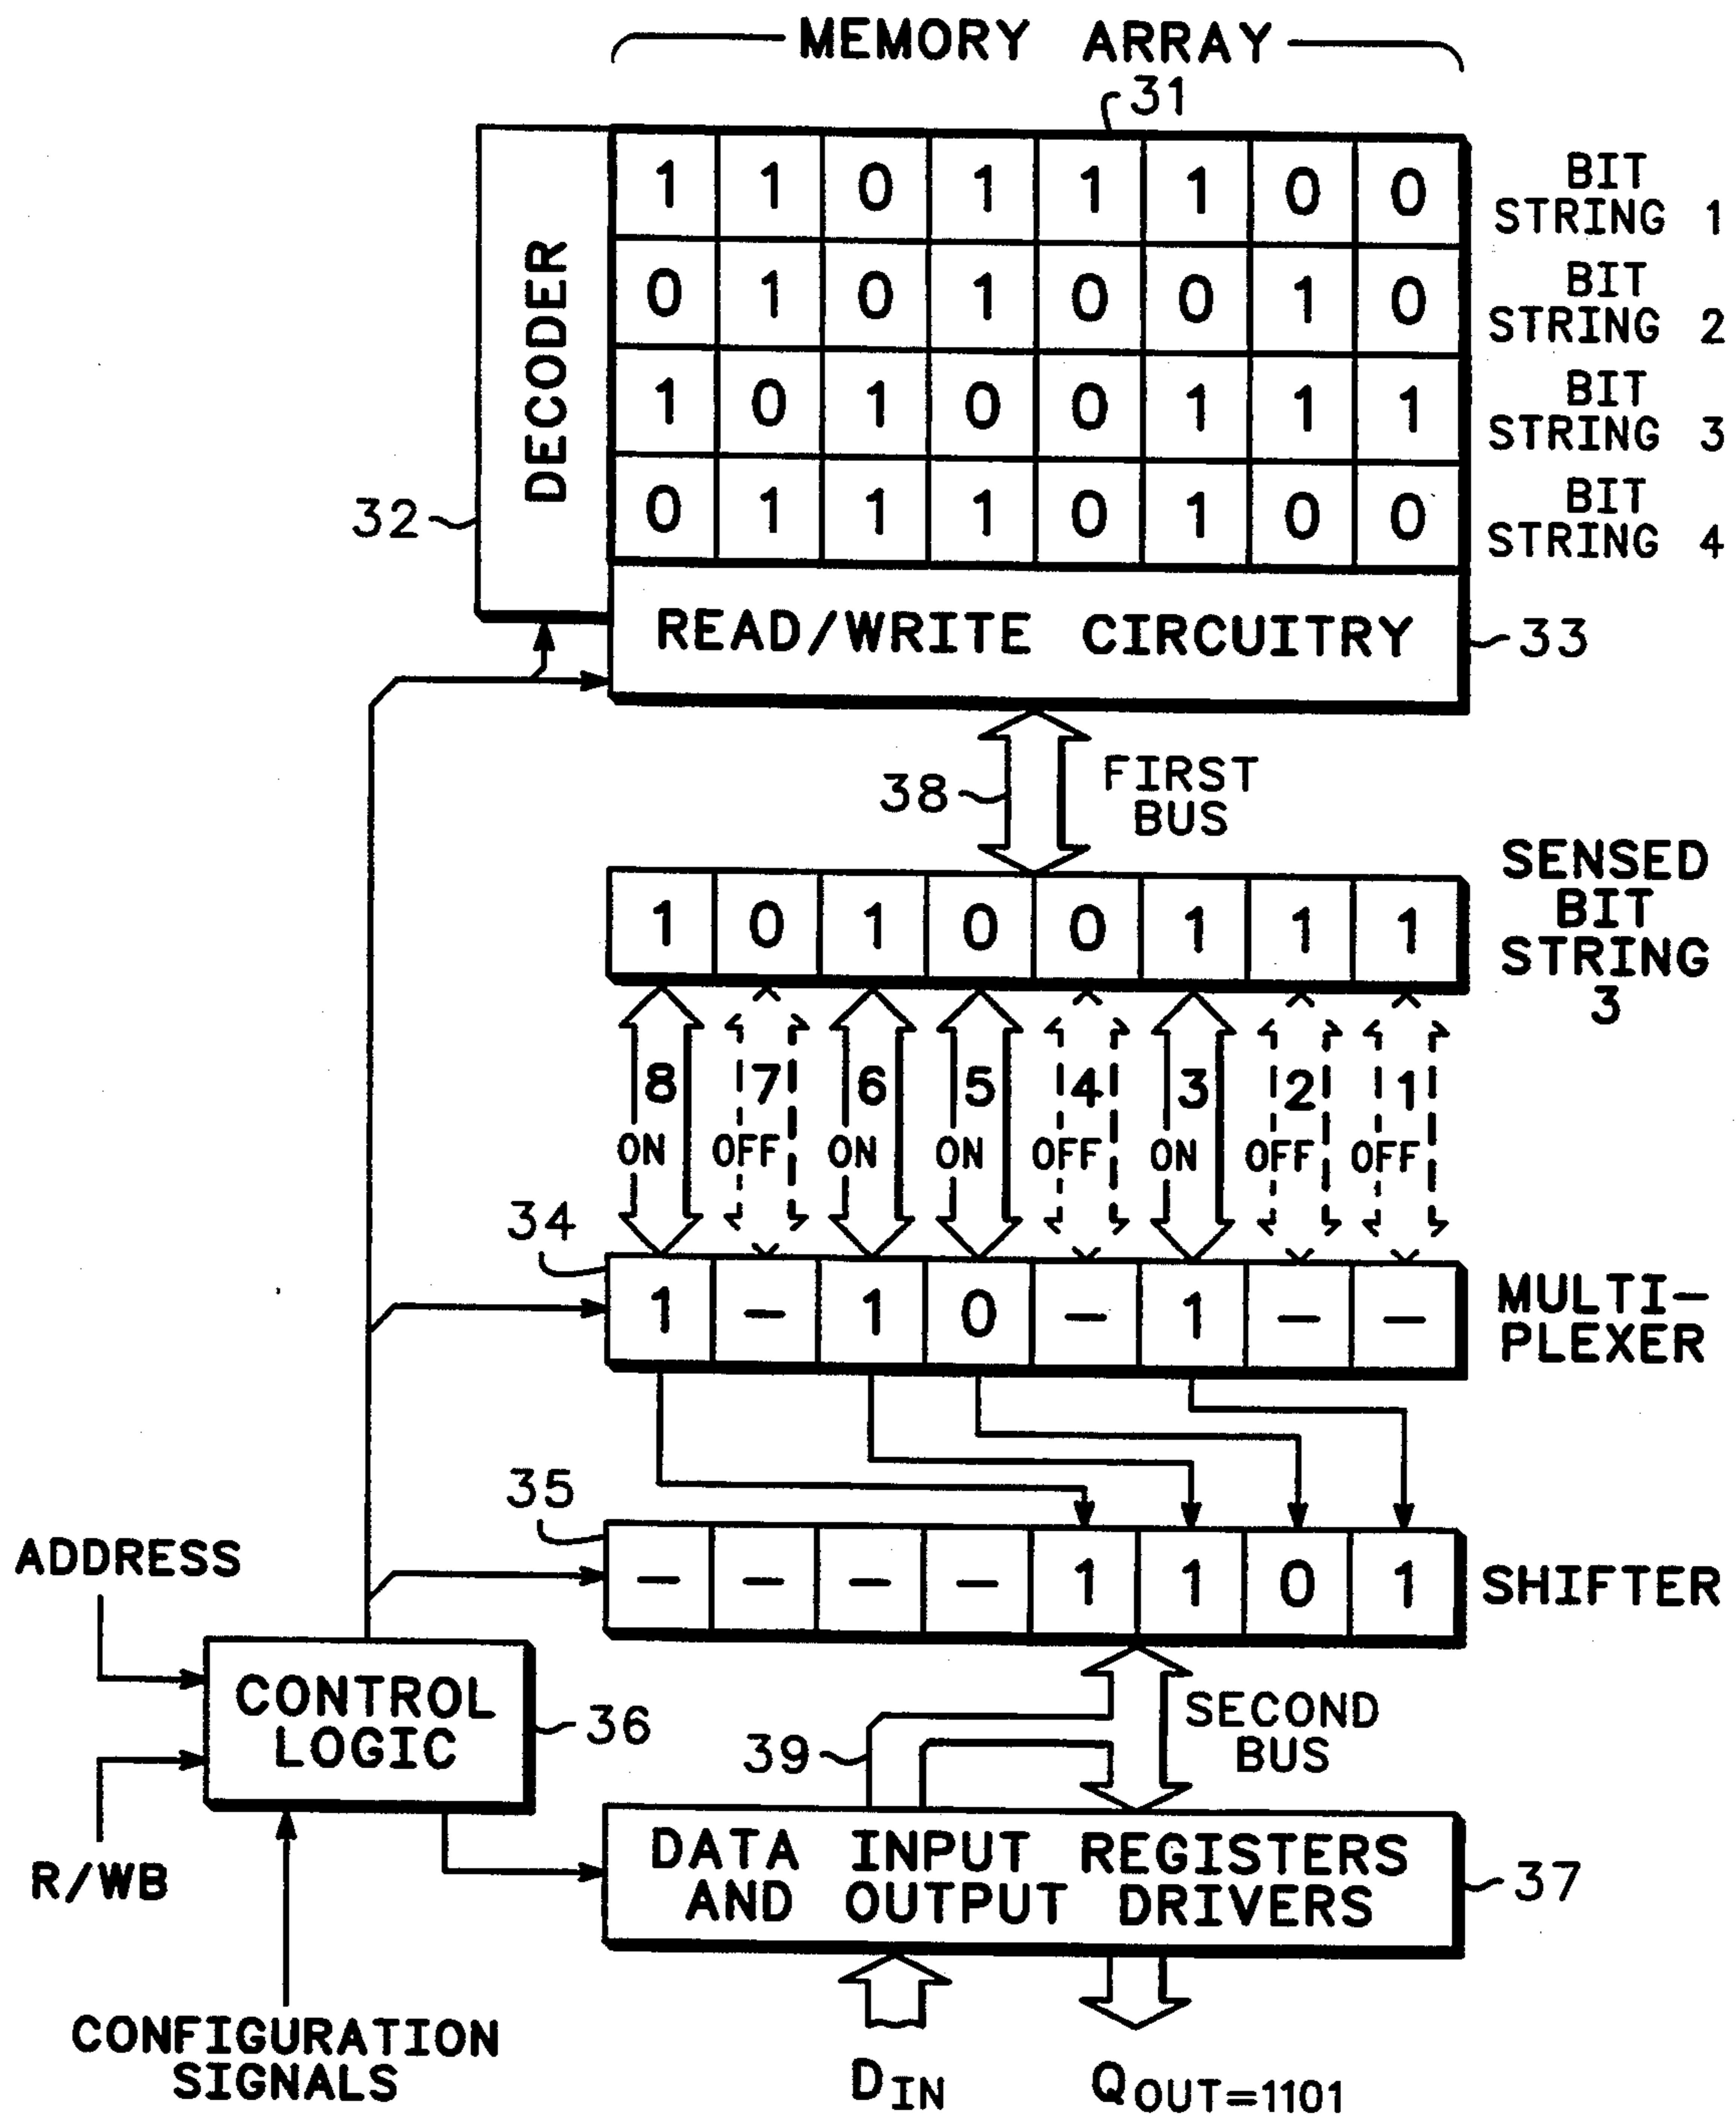 MEMORY ARRAY
31
1 1 0 1 1 1 0 0
BIT
STRING 1
0 1 0 1 0 0 1 0
BIT
STRING 2
1 0 1 0 0 1 1 1
BIT
STRING 3
0 1 1 1 0 1 0 0
BIT
STRING 4
DECODER
32
READ/WRITE CIRCUITRY
33
38
FIRST
BUS
1 0 1 0 0 1 1 1
SENSED
BIT
STRING
3
8 7 6 5 4 3 2 1
ON OFF ON ON OFF ON OFF OFF
34
1 – 1 0 – 1 – –
MULTI-
PLEXER
35
– – – – 1 1 0 1
SHIFTER
ADDRESS
CONTROL
LOGIC
36
R/WB
CONFIGURATION
SIGNALS
39
SECOND
BUS
DATA INPUT REGISTERS
AND OUTPUT DRIVERS
37
DIN
QOUT=1101